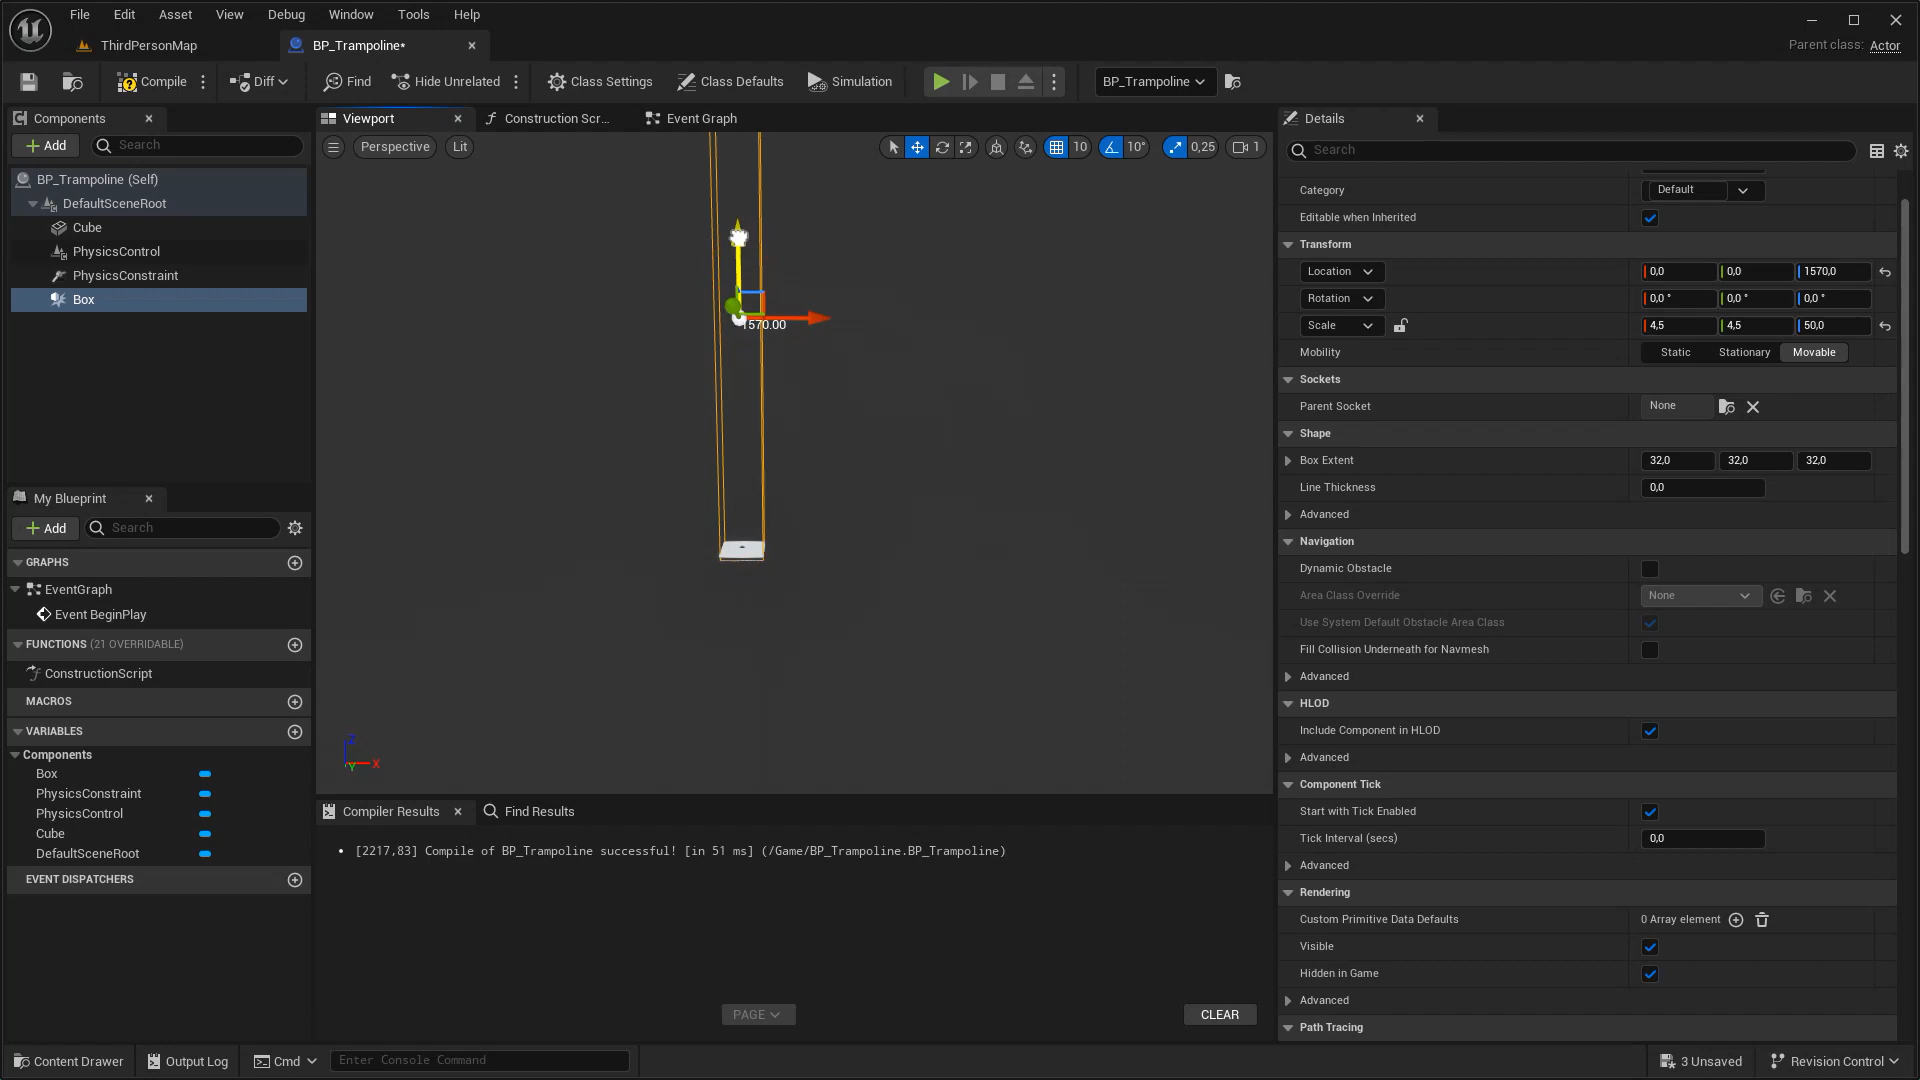 File Edit Asset View Debug Window Tools Help
ThirdPersonMap BP_Trampoline*
Parent class: Actor
Compile Diff Find Hide Unrelated Class Settings Class Defaults Simulation BP_Trampoline
Components
Add Search
BP_Trampoline (Self)
DefaultSceneRoot
Cube
PhysicsControl
PhysicsConstraint
Box
My Blueprint
Add Search
GRAPHS
EventGraph
Event BeginPlay
FUNCTIONS (21 OVERRIDABLE)
ConstructionScript
MACROS
VARIABLES
Components
Box
PhysicsConstraint
PhysicsControl
Cube
DefaultSceneRoot
EVENT DISPATCHERS
Viewport Construction Scr... Event Graph
Perspective Lit 10 10° 0,25 1
1570.00
Z
Y X
Compiler Results Find Results
[2217,83] Compile of BP_Trampoline successful! [in 51 ms] (/Game/BP_Trampoline.BP_Trampoline)
PAGE CLEAR
Details
Search
Category Default
Editable when Inherited
Transform
Location 0,0 0,0 1570,0
Rotation 0,0 ° 0,0 ° 0,0 °
Scale 4,5 4,5 50,0
Mobility Static Stationary Movable
Sockets
Parent Socket None
Shape
Box Extent 32,0 32,0 32,0
Line Thickness 0,0
Advanced
Navigation
Dynamic Obstacle
Area Class Override None
Use System Default Obstacle Area Class
Fill Collision Underneath for Navmesh
Advanced
HLOD
Include Component in HLOD
Advanced
Component Tick
Start with Tick Enabled
Tick Interval (secs) 0,0
Advanced
Rendering
Custom Primitive Data Defaults 0 Array element
Visible
Hidden in Game
Advanced
Path Tracing
Content Drawer Output Log Cmd Enter Console Command 3 Unsaved Revision Control